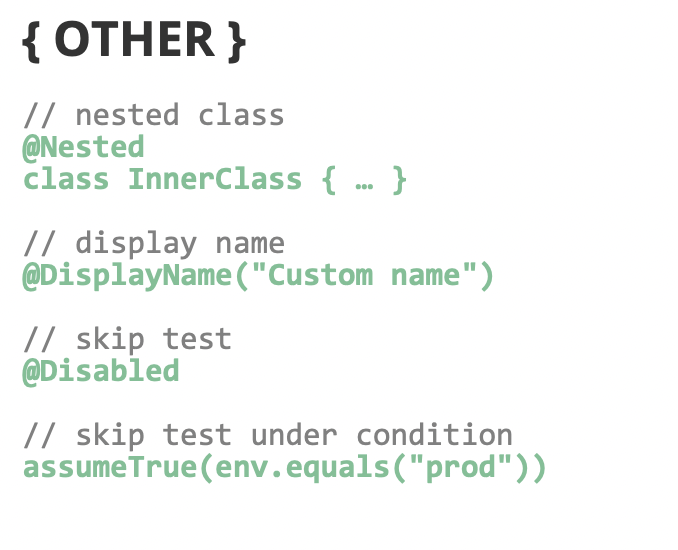 { OTHER }
// nested class
@Nested
class InnerClass { … }
// display name
@DisplayName("Custom name")
// skip test
@Disabled
// skip test under condition
assumeTrue(env.equals("prod"))